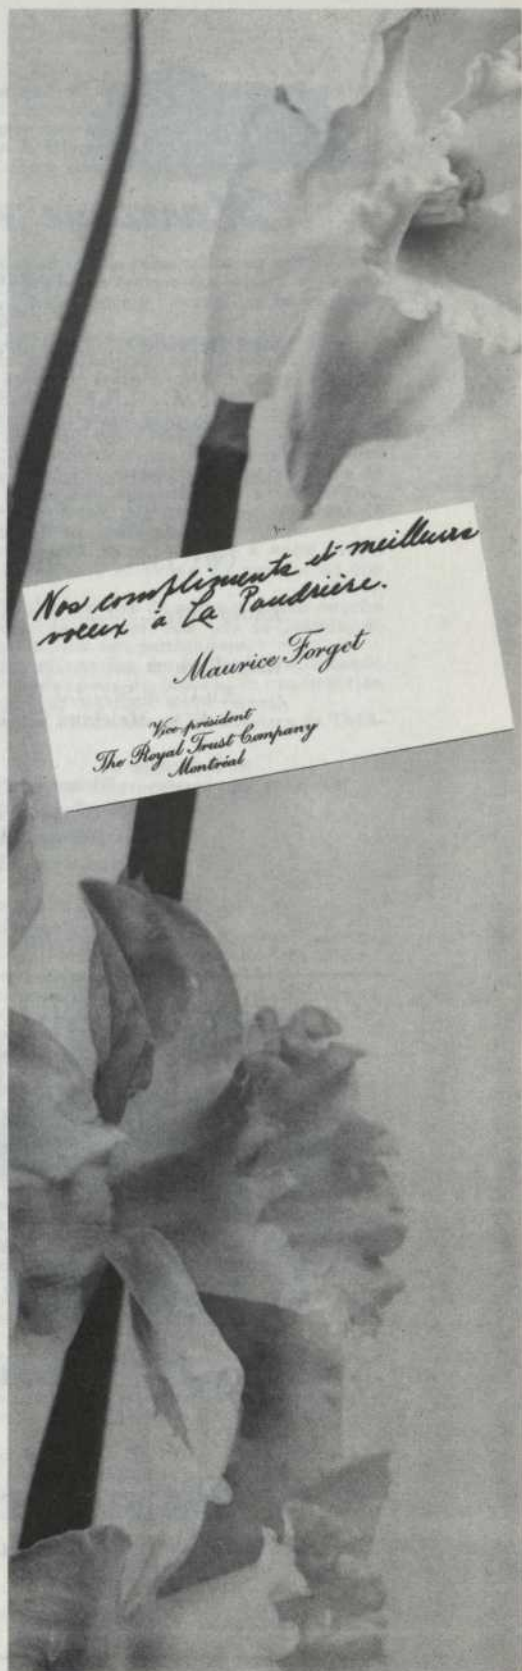 Nos compliments et meilleurs
voeux à La Poudrière.
Maurice Forget
Vice-président
The Royal Trust Company
Montréal